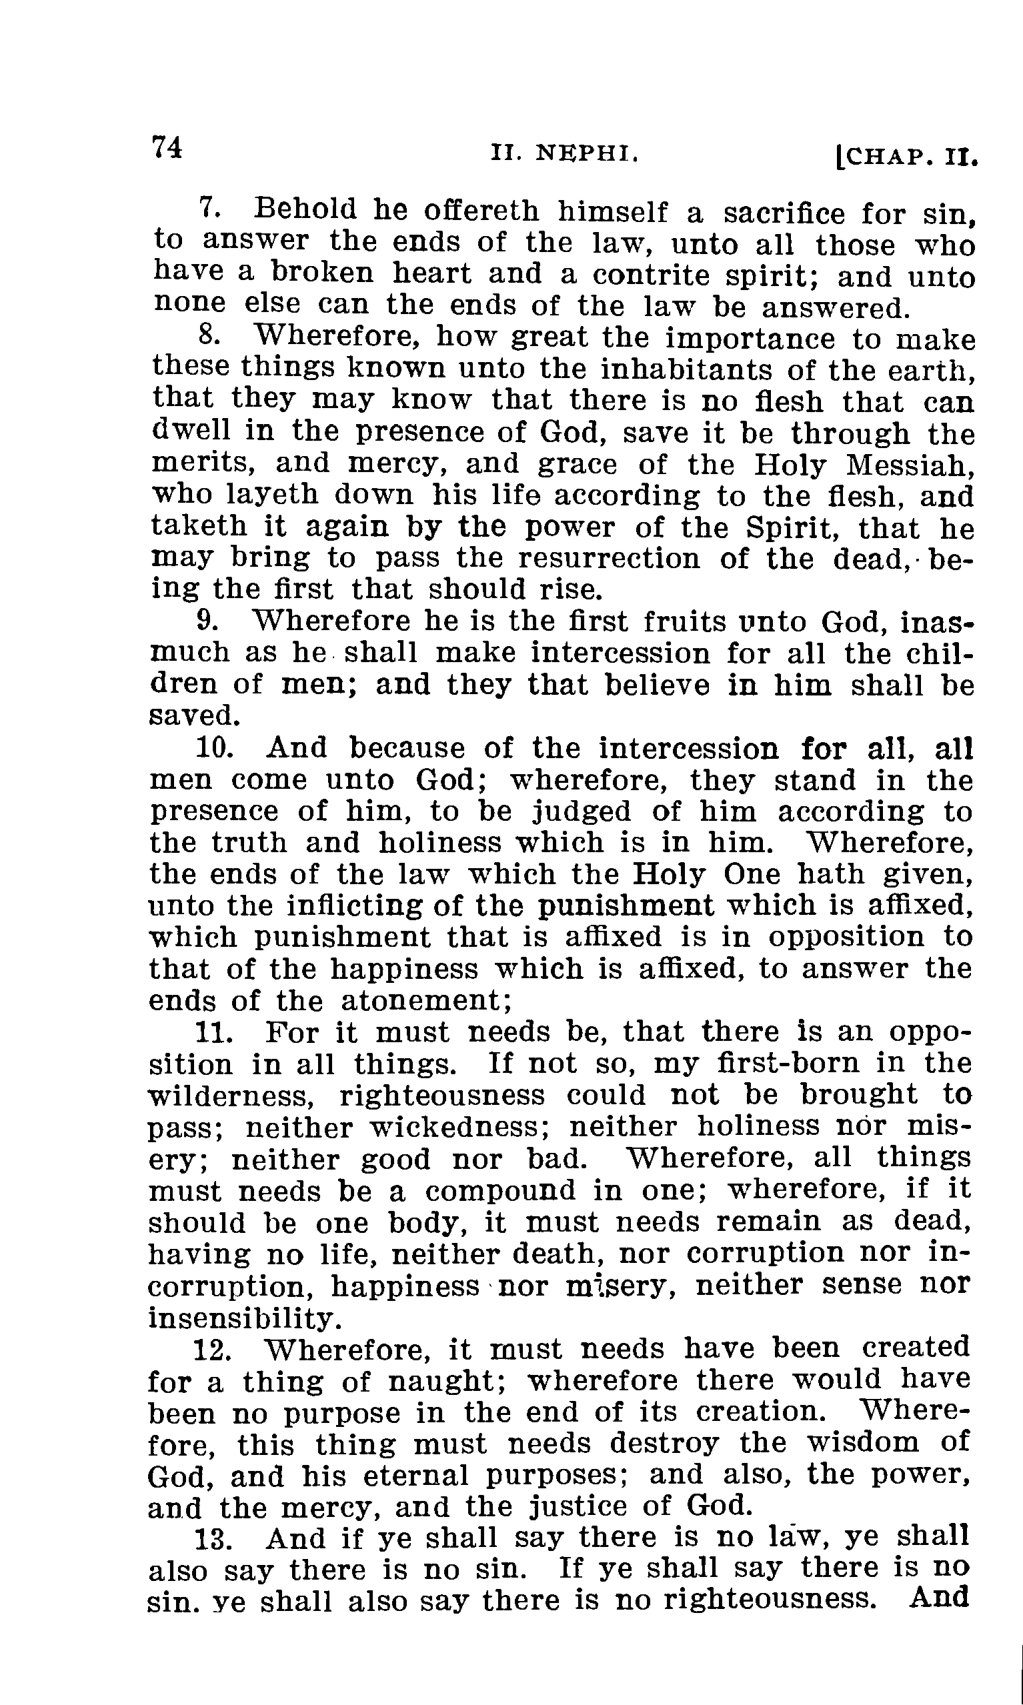 74 II. NEPHI. [CHAP. II.
7. Behold he offereth himself a sacrifice for sin,
to answer the ends of the law, unto all those who
have a broken heart and a contrite spirit; and unto
none else can the ends of the law be answered.
8. Wherefore, how great the importance to make
these things known unto the inhabitants of the earth,
that they may know that there is no flesh that can
dwell in the presence of God, save it be through the
merits, and mercy, and grace of the Holy Messiah,
who layeth down his life according to the flesh, and
taketh it again by the power of the Spirit, that he
may bring to pass the resurrection of the dead, be-
ing the first that should rise.
9. Wherefore he is the first fruits unto God, inas-
much as he shall make intercession for all the chil-
dren of men; and they that believe in him shall be
saved.
10. And because of the intercession for all, all
men come unto God; wherefore, they stand in the
presence of him, to be judged of him according to
the truth and holiness which is in him. Wherefore,
the ends of the law which the Holy One hath given,
unto the inflicting of the punishment which is affixed,
which punishment that is affixed is in opposition to
that of the happiness which is affixed, to answer the
ends of the atonement;
11. For it must needs be, that there is an oppo-
sition in all things. If not so, my first-born in the
wilderness, righteousness could not be brought to
pass; neither wickedness; neither holiness nor mis-
ery; neither good nor bad. Wherefore, all things
must needs be a compound in one; wherefore, if it
should be one body, it must needs remain as dead,
having no life, neither death, nor corruption nor in-
corruption, happiness nor misery, neither sense nor
insensibility.
12. Wherefore, it must needs have been created
for a thing of naught; wherefore there would have
been no purpose in the end of its creation. Where-
fore, this thing must needs destroy the wisdom of
God, and his eternal purposes; and also, the power,
and the mercy, and the justice of God.
13. And if ye shall say there is no law, ye shall
also say there is no sin. If ye shall say there is no
sin. ye shall also say there is no righteousness. And